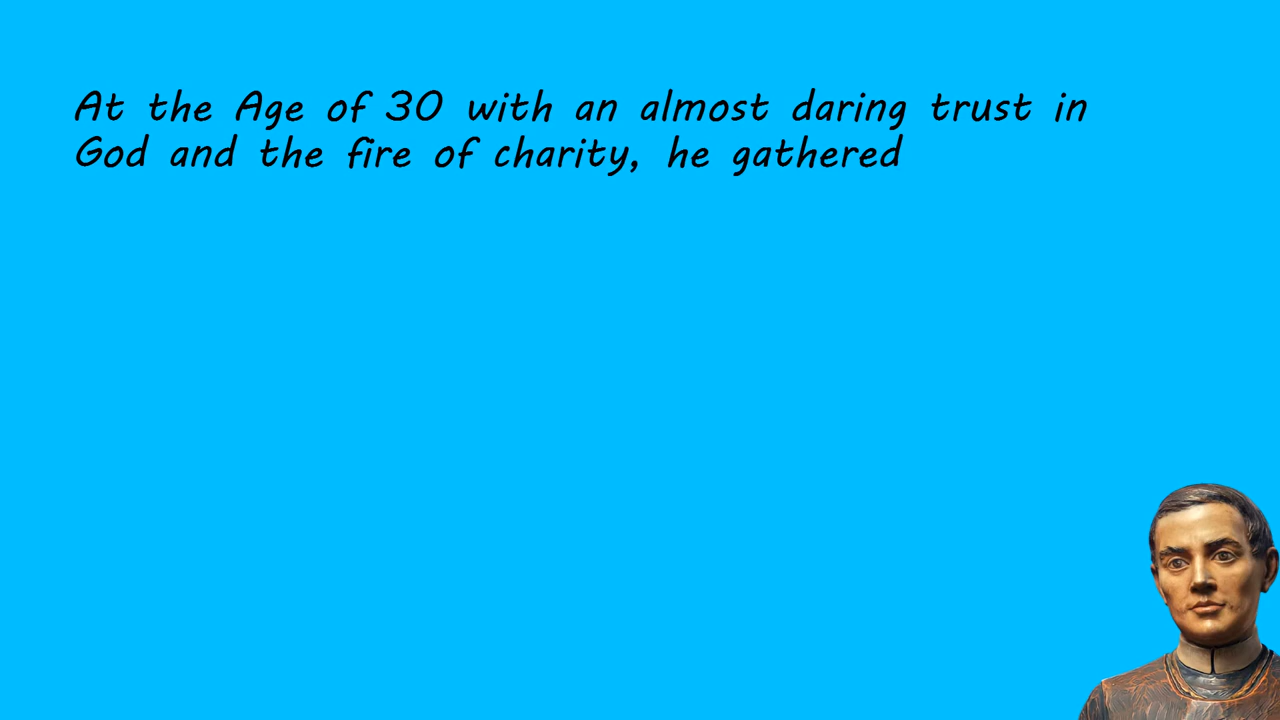 At the Age of 30 with an almost daring trust in
God and the fire of charity, he gathered